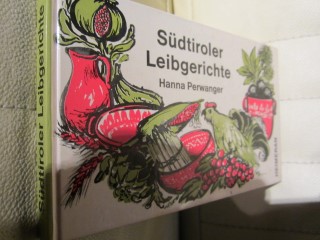 Südtiroler
Leibgerichte
Hanna Perwanger
Südtiroler Leibgerichte